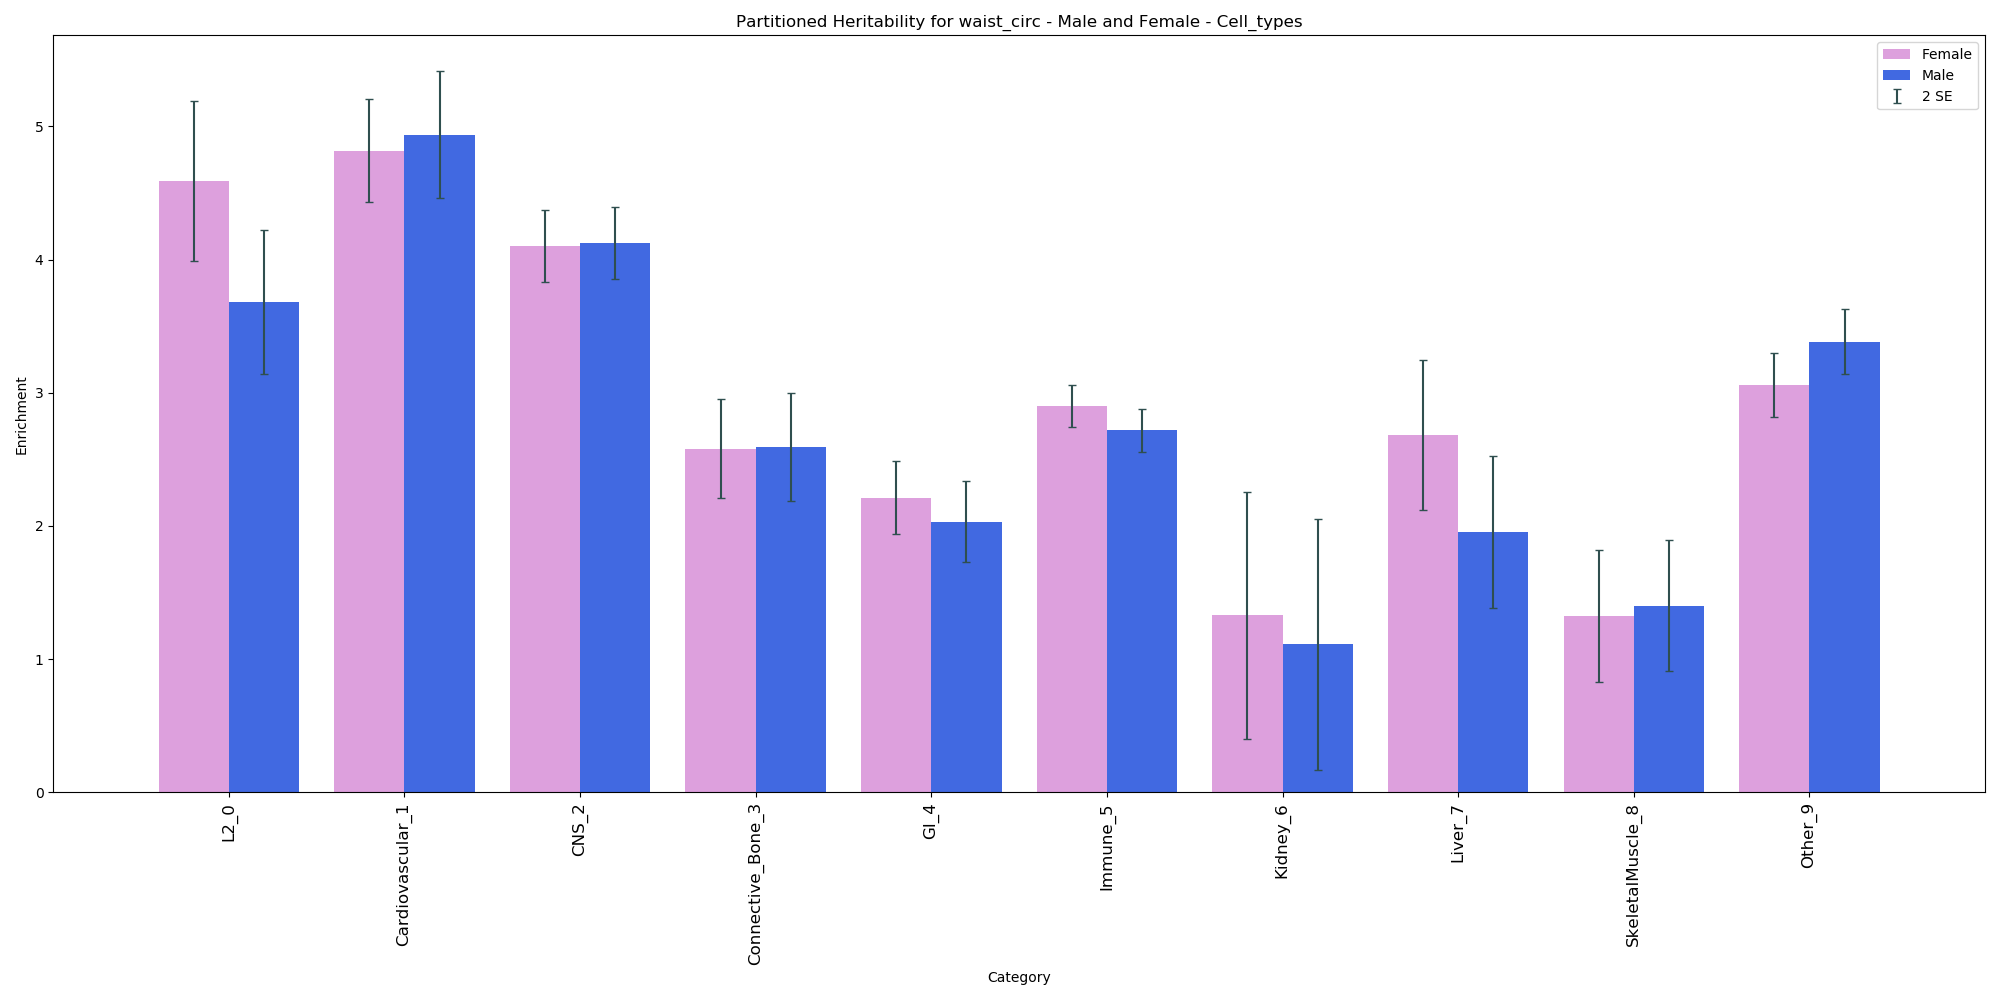 Partitioned Heritability for waist_circ - Male and Female - Cell_types
Female
Male
2 SE
5
4
3
2
1
0
Enrichment
L2_0
Cardiovascular_1
CNS_2
Connective_Bone_3
GI_4
Immune_5
Kidney_6
Liver_7
SkeletalMuscle_8
Other_9
Category